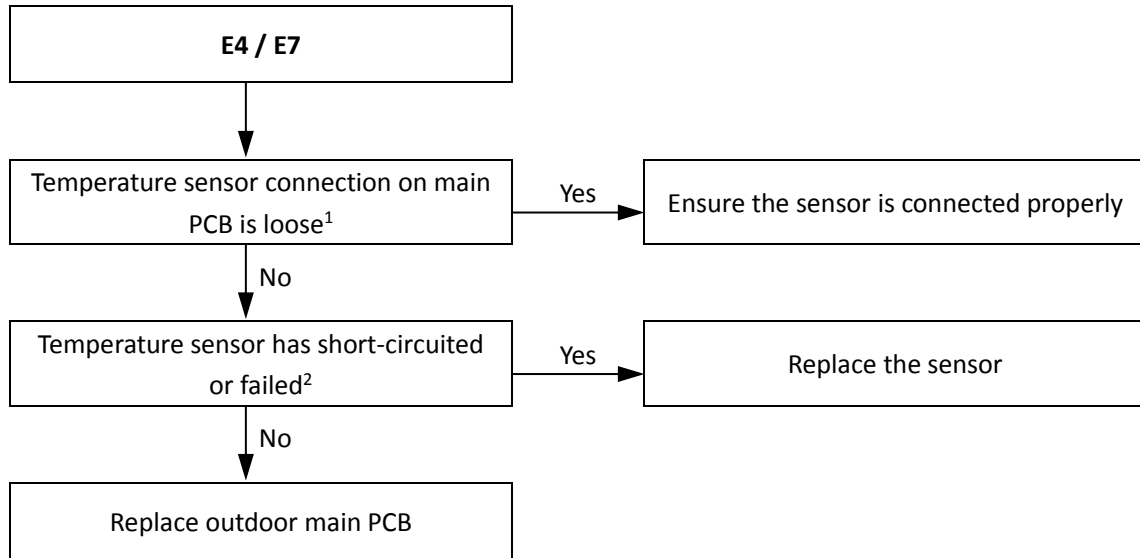 E4 / E7
Temperature sensor connection on main
PCB is loose¹
Yes
Ensure the sensor is connected properly
No
Temperature sensor has short-circuited
or failed²
Yes
Replace the sensor
No
Replace outdoor main PCB